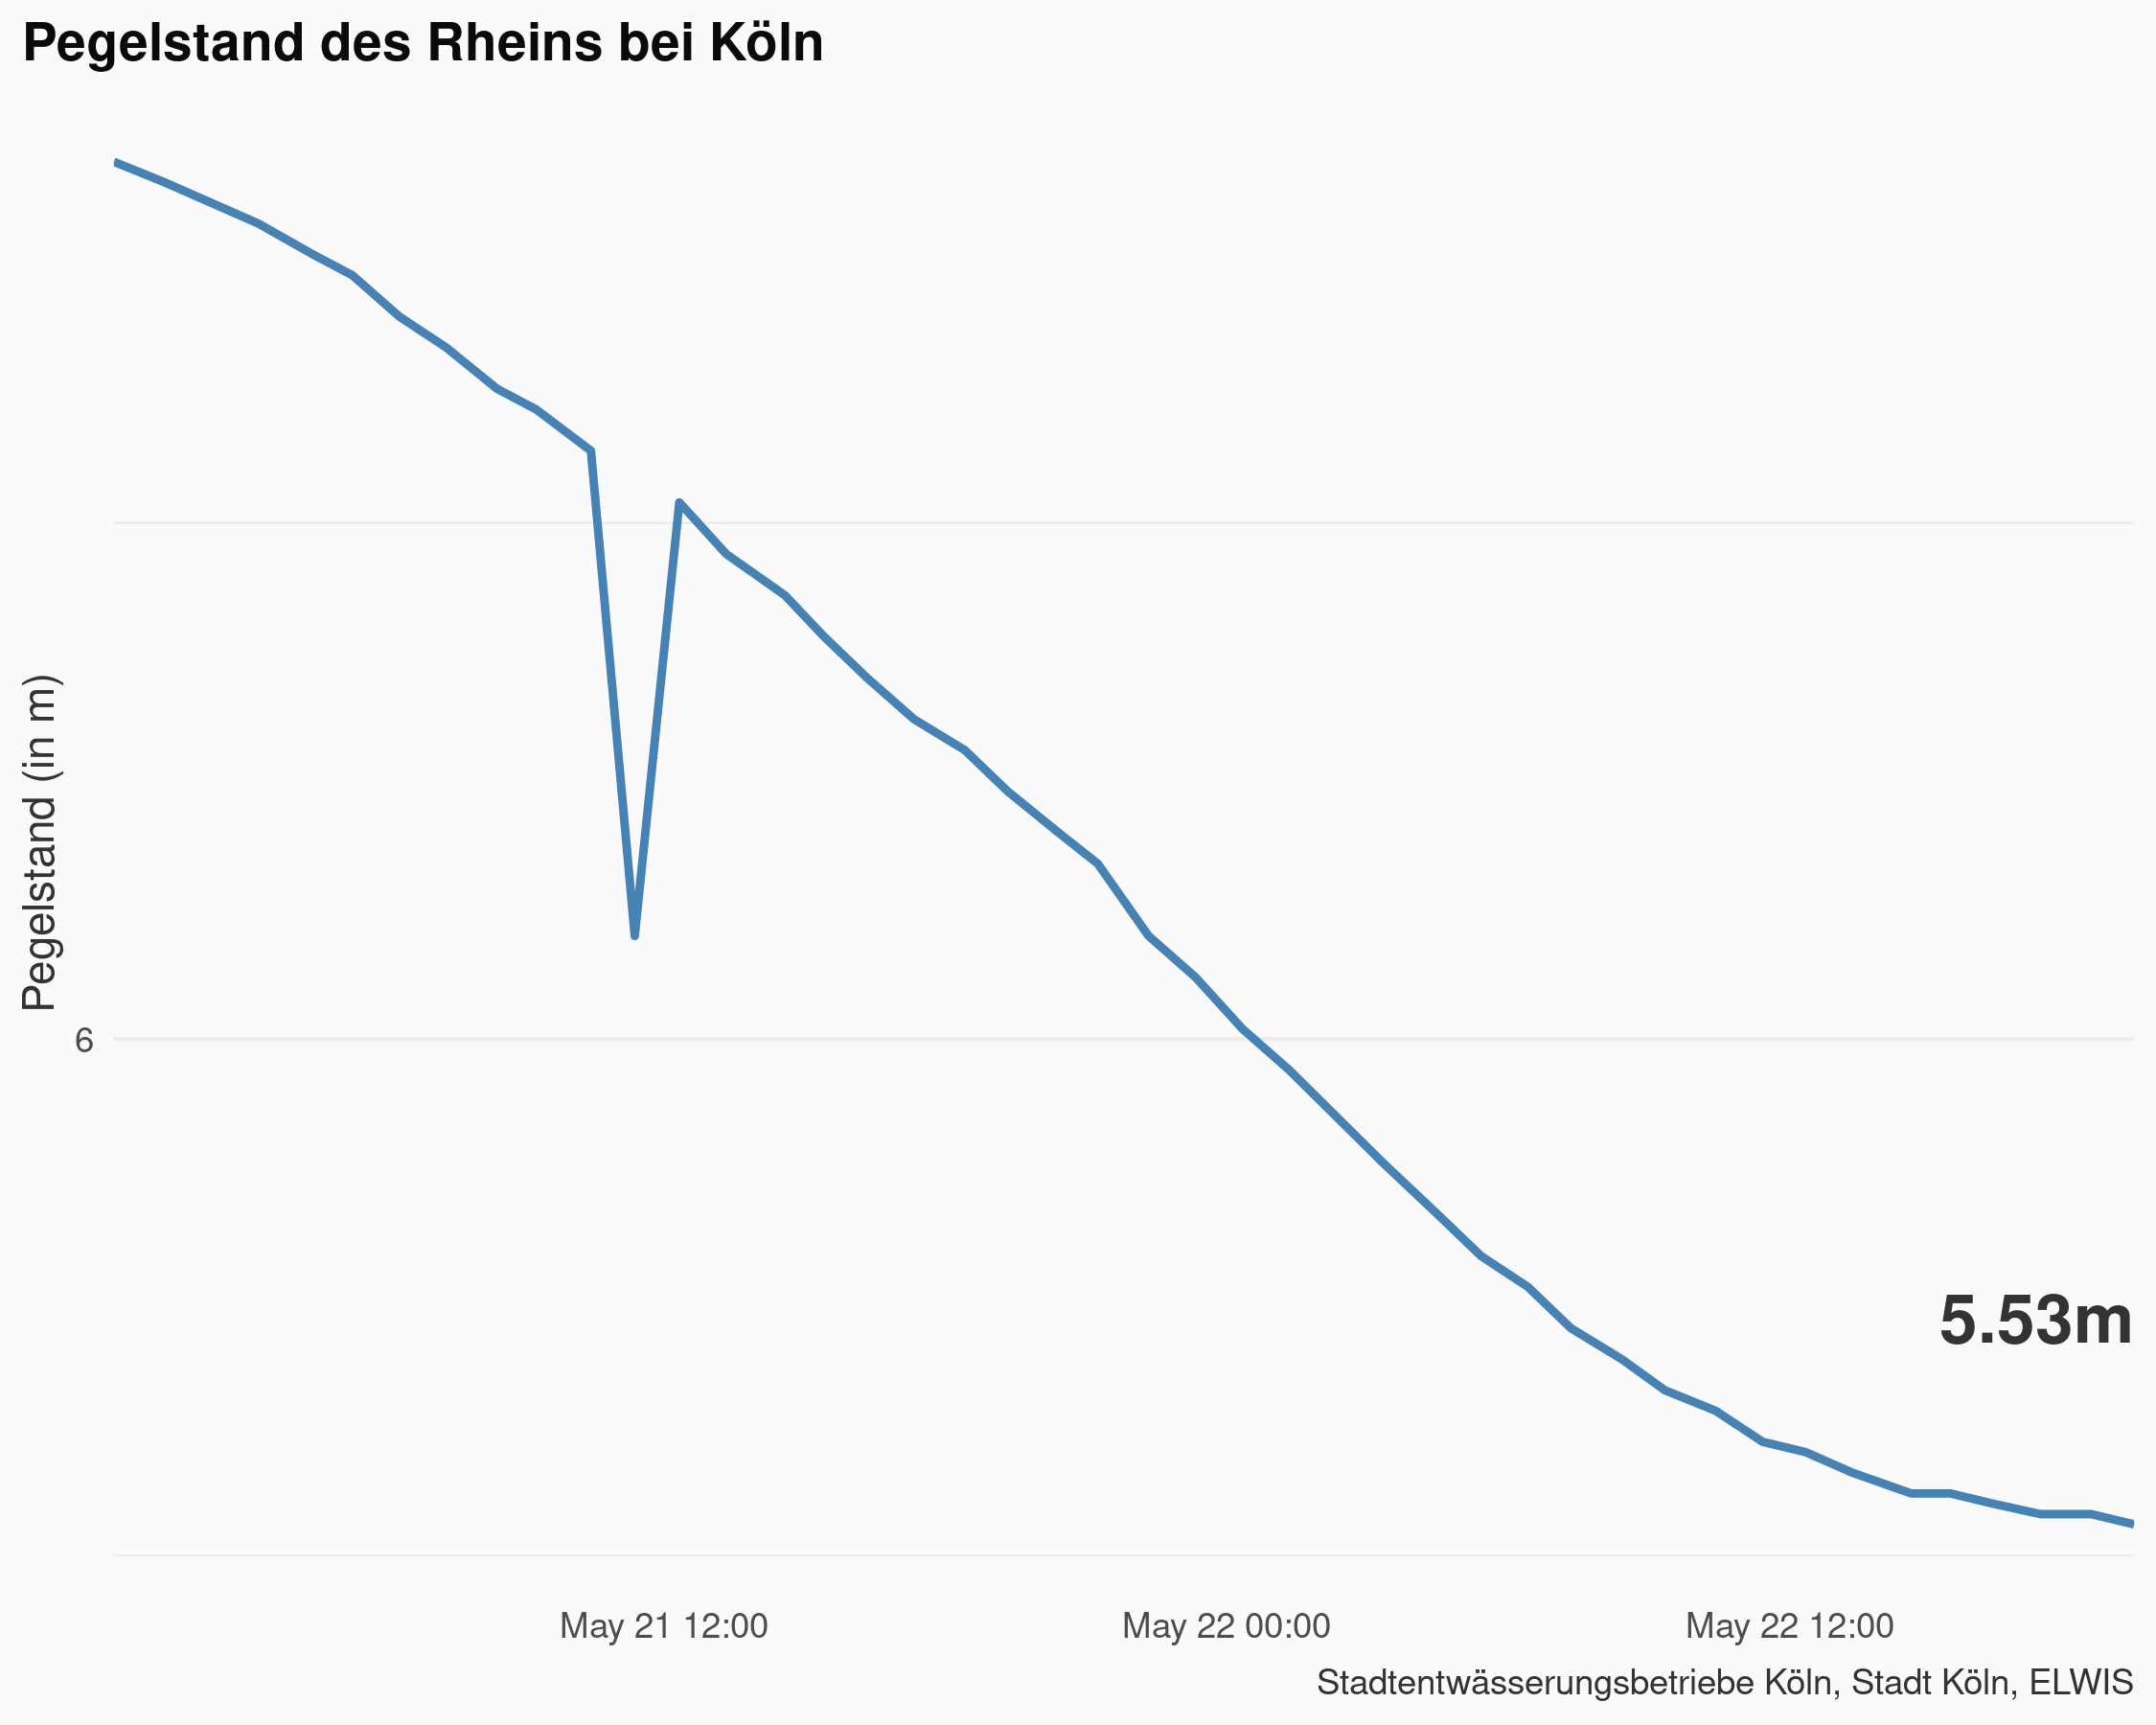 Pegelstand des Rheins bei Köln
Pegelstand (in m)
6
5.53m
May 21 12:00
May 22 00:00
May 22 12:00
Stadtentwässerungsbetriebe Köln, Stadt Köln, ELWIS